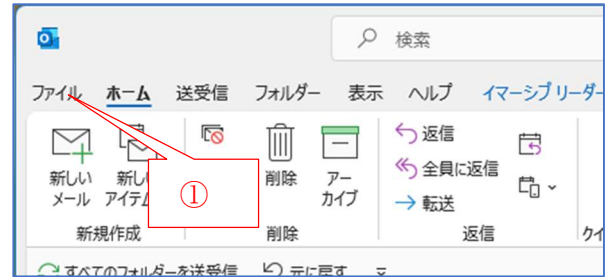 検索
ファイル ホーム 送受信 フォルダー 表示 ヘルプ イマーシブ リーダー
新しい メール
新しい
削除
アー カイブ
返信
全員に返信
転送
①
新規作成 削除 返信
すべてのフォルダーを送受信 元に戻す